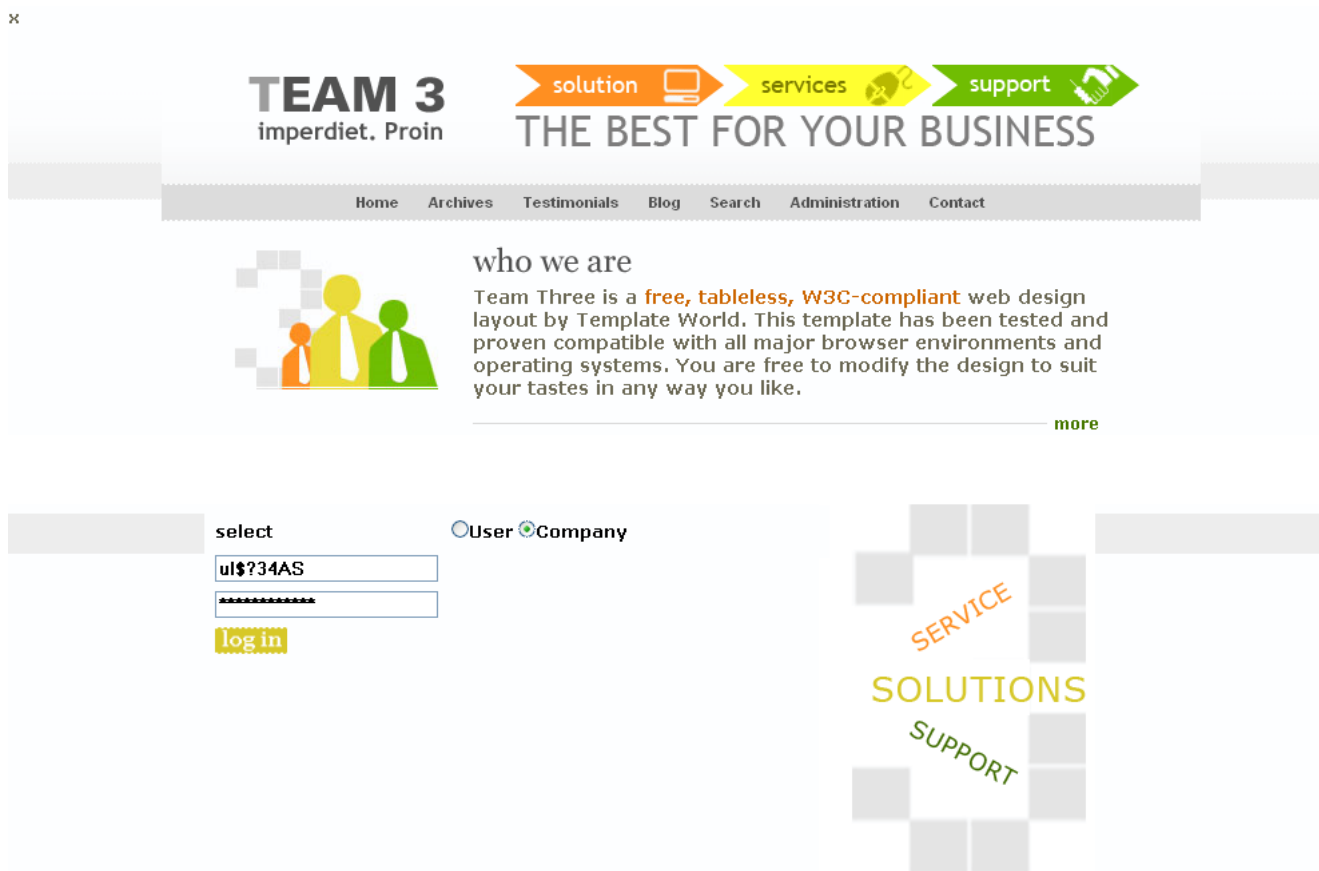 x
TEAM 3
imperdiet. Proin
solution services support
THE BEST FOR YOUR BUSINESS
Home Archives Testimonials Blog Search Administration Contact
who we are
Team Three is a free, tableless, W3C-compliant web design
layout by Template World. This template has been tested and
proven compatible with all major browser environments and
operating systems. You are free to modify the design to suit
your tastes in any way you like.
more
select User Company
ul$?34AS
************
log in
SERVICE
SOLUTIONS
SUPPORT